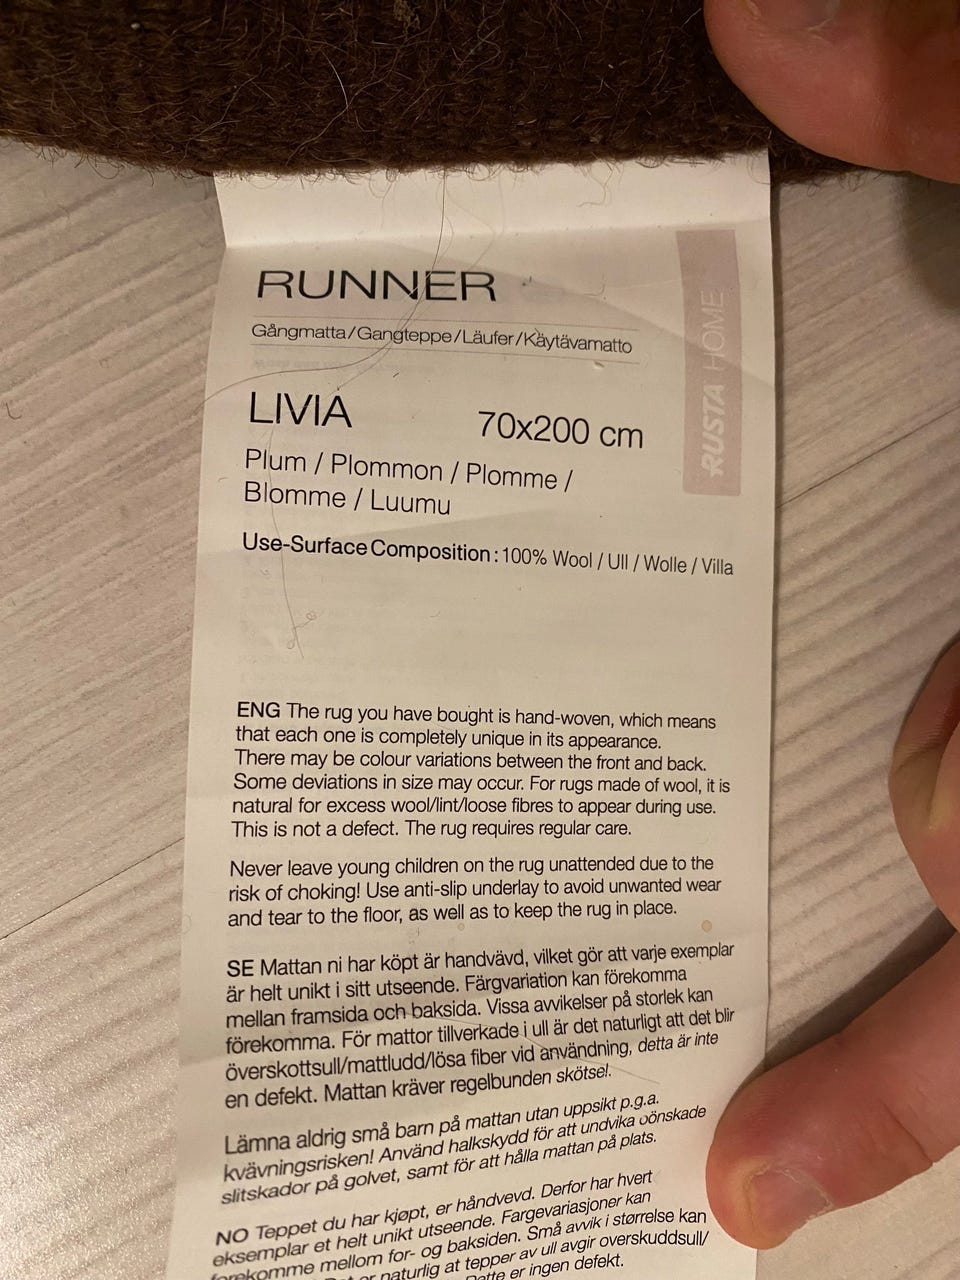 RUNNER
Gångmatta/Gangteppe/Läufer/Käytävamatto
RUSTA HOME
LIVIA 70x200 cm
Plum / Plommon / Plomme /
Blomme / Luumu
Use-Surface Composition: 100% Wool / Ull / Wolle / Villa
ENG The rug you have bought is hand-woven, which means
that each one is completely unique in its appearance.
There may be colour variations between the front and back.
Some deviations in size may occur. For rugs made of wool, it is
natural for excess wool/lint/loose fibres to appear during use.
This is not a defect. The rug requires regular care.
Never leave young children on the rug unattended due to the
risk of choking! Use anti-slip underlay to avoid unwanted wear
and tear to the floor, as well as to keep the rug in place.
SE Mattan ni har köpt är handvävd, vilket gör att varje exemplar
är helt unikt i sitt utseende. Färgvariation kan förekomma
mellan framsida och baksida. Vissa avvikelser på storlek kan
förekomma. För mattor tillverkade i ull är det naturligt att det blir
överskottsull/mattludd/lösa fiber vid användning, detta är inte
en defekt. Mattan kräver regelbunden skötsel.
Lämna aldrig små barn på mattan utan uppsikt p.g.a.
kvävningsrisken! Använd halkskydd för att undvika oönskade
slitskador på golvet, samt för att hålla mattan på plats.
NO Teppet du har kjøpt, er håndvevd. Derfor har hvert
eksemplar et helt unikt utseende. Fargevariasjoner kan
forekomme mellom for- og baksiden. Små avvik i størrelse kan
naturlig at tepper av ull avgir overskuddsull/
Dette er ingen defekt.